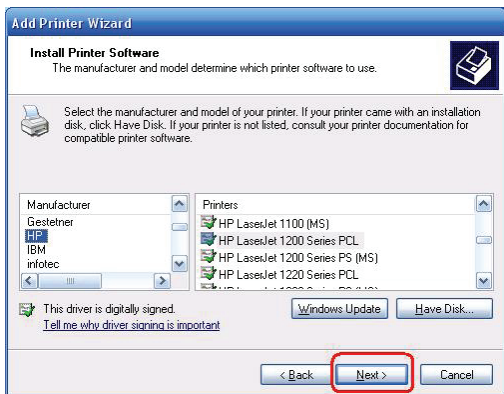 Add Printer Wizard
Install Printer Software
The manufacturer and model determine which printer software to use.
Select the manufacturer and model of your printer. If your printer came with an installation
disk, click Have Disk. If your printer is not listed, consult your printer documentation for
compatible printer software.
Manufacturer
Gestetner
HP
IBM
infotec
Printers
HP LaserJet 1100 (MS)
HP LaserJet 1200 Series PCL
HP LaserJet 1200 Series PS (MS)
HP LaserJet 1220 Series PCL
This driver is digitally signed.
Tell me why driver signing is important
Windows Update
Have Disk...
< Back
Next >
Cancel